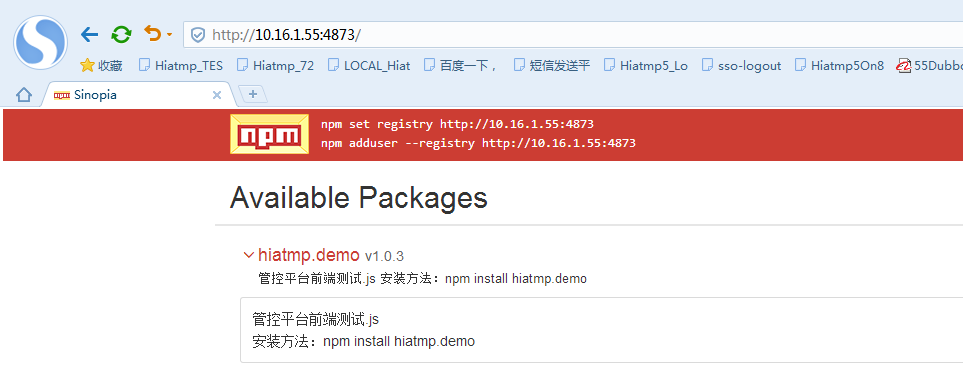 http://10.16.1.55:4873/
收藏 Hiatmp_TES Hiatmp_72 LOCAL_Hiat 百度一下， 短信发送平 Hiatmp5_Lo sso-logout Hiatmp5On8 55Dubbo
npm Sinopia
npm
npm set registry http://10.16.1.55:4873
npm adduser --registry http://10.16.1.55:4873
Available Packages
hiatmp.demo v1.0.3
管控平台前端测试.js 安装方法：npm install hiatmp.demo
管控平台前端测试.js
安装方法：npm install hiatmp.demo